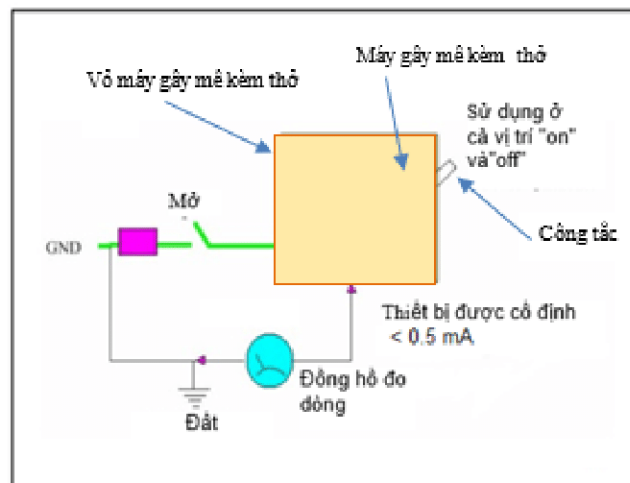 Máy gây mê kèm thở
Vỏ máy gây mê kèm thở
Sử dụng ở
cả vị trí "on"
và"off"
Mở
Công tắc
GND
Thiết bị được cố định
< 0.5 mA
Đồng hồ đo
dòng
Đất